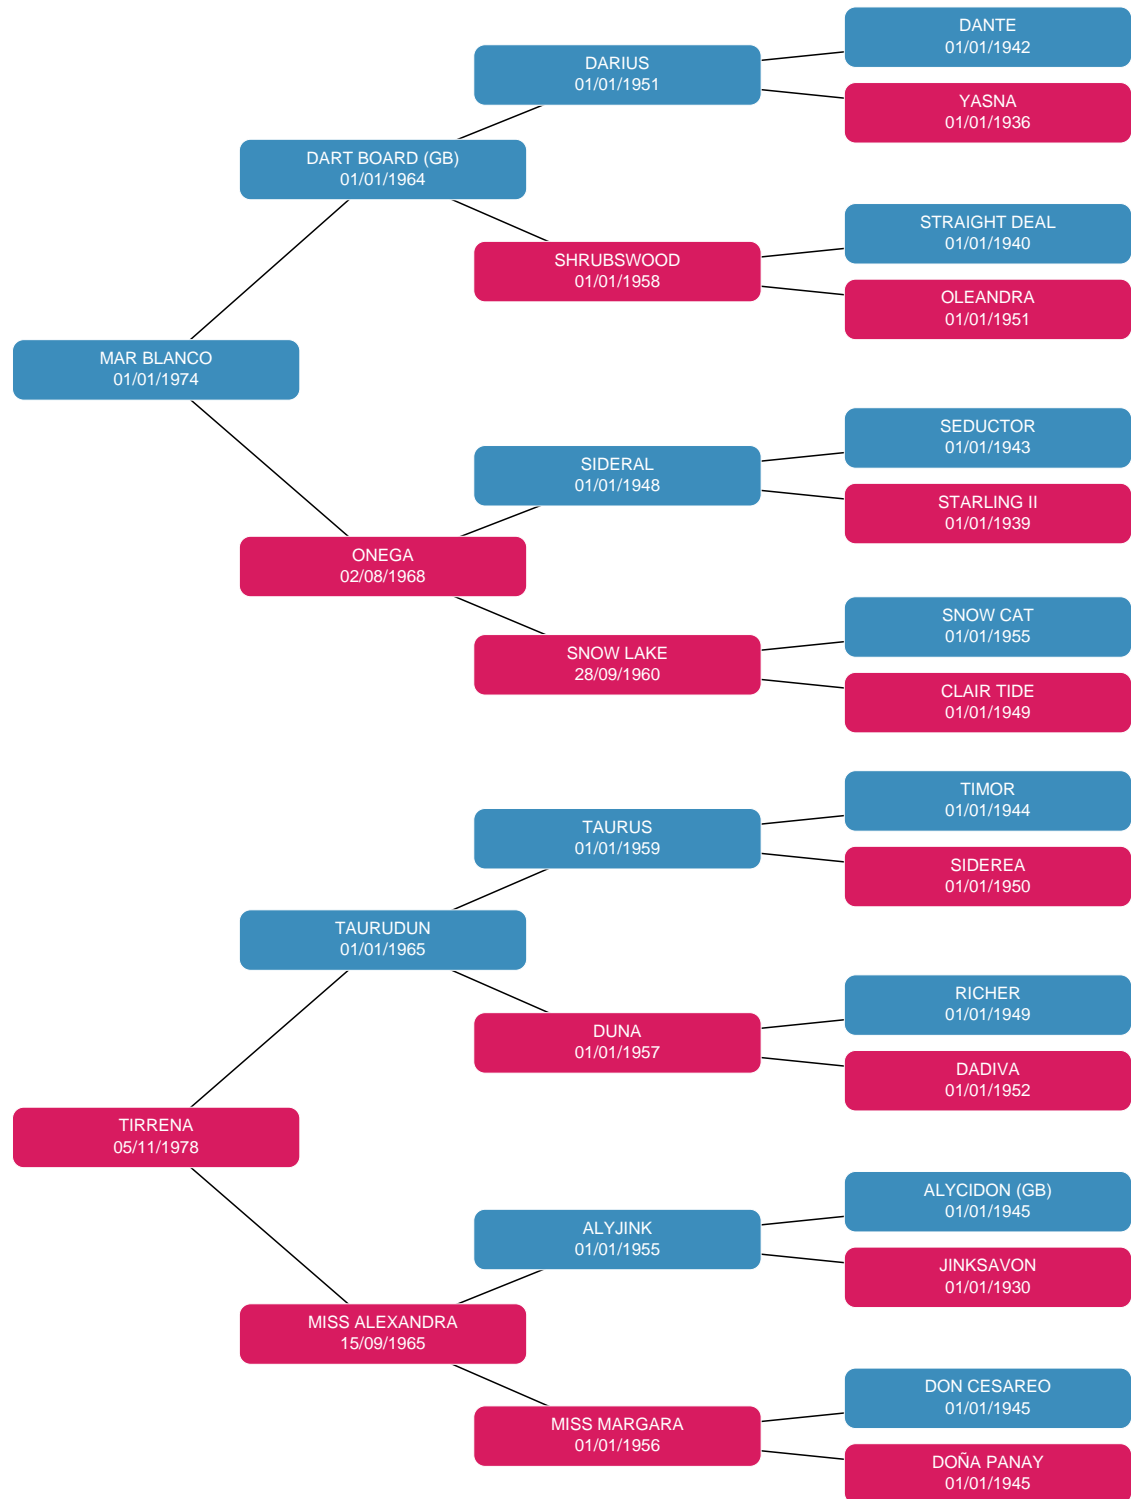 DANTE
01/01/1942
DARIUS
01/01/1951
YASNA
01/01/1936
DART BOARD (GB)
01/01/1964
STRAIGHT DEAL
01/01/1940
SHRUBSWOOD
01/01/1958
OLEANDRA
01/01/1951
MAR BLANCO
01/01/1974
SEDUCTOR
01/01/1943
SIDERAL
01/01/1948
STARLING II
01/01/1939
ONEGA
02/08/1968
SNOW CAT
01/01/1955
SNOW LAKE
28/09/1960
CLAIR TIDE
01/01/1949
TIMOR
01/01/1944
TAURUS
01/01/1959
SIDEREA
01/01/1950
TAURUDUN
01/01/1965
RICHER
01/01/1949
DUNA
01/01/1957
DADIVA
01/01/1952
TIRRENA
05/11/1978
ALYCIDON (GB)
01/01/1945
ALYJINK
01/01/1955
JINKSAVON
01/01/1930
MISS ALEXANDRA
15/09/1965
DON CESAREO
01/01/1945
MISS MARGARA
01/01/1956
DOÑA PANAY
01/01/1945